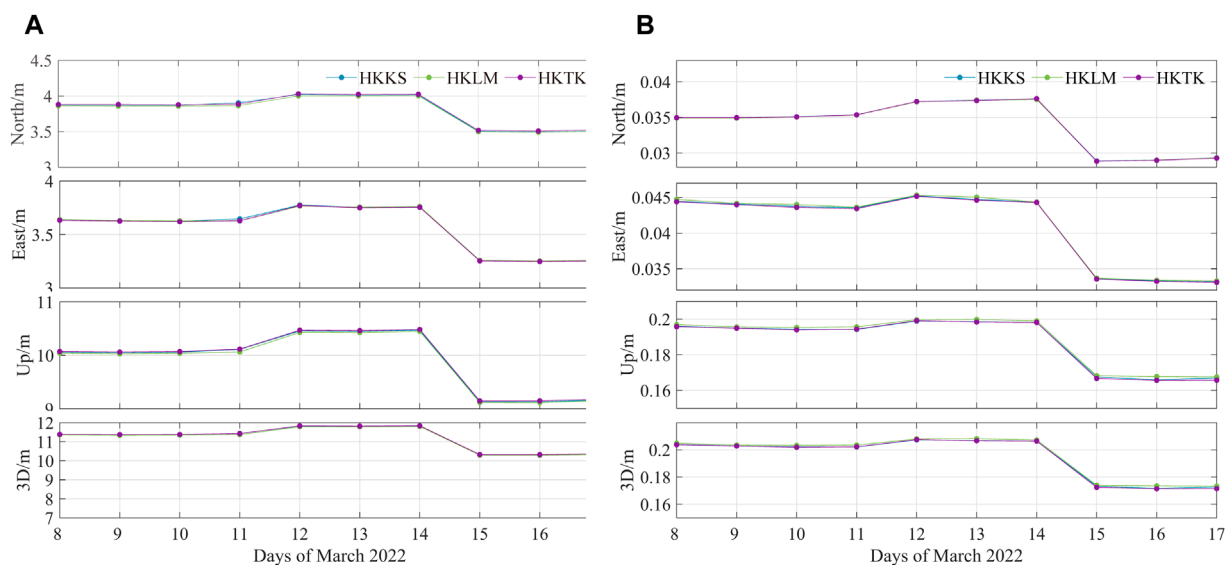 A
4.5
HKKS HKLM HKTK
4
3.5
3
North/m
4
3.5
3
East/m
11
10
9
Up/m
12
11
10
9
8
7
3D/m
8 9 10 11 12 13 14 15 16
Days of March 2022
B
HKKS HKLM HKTK
0.04
0.035
0.03
North/m
0.045
0.04
0.035
East/m
0.2
0.18
0.16
Up/m
0.2
0.16
3D/m
8 9 10 11 12 13 14 15 16 17
Days of March 2022